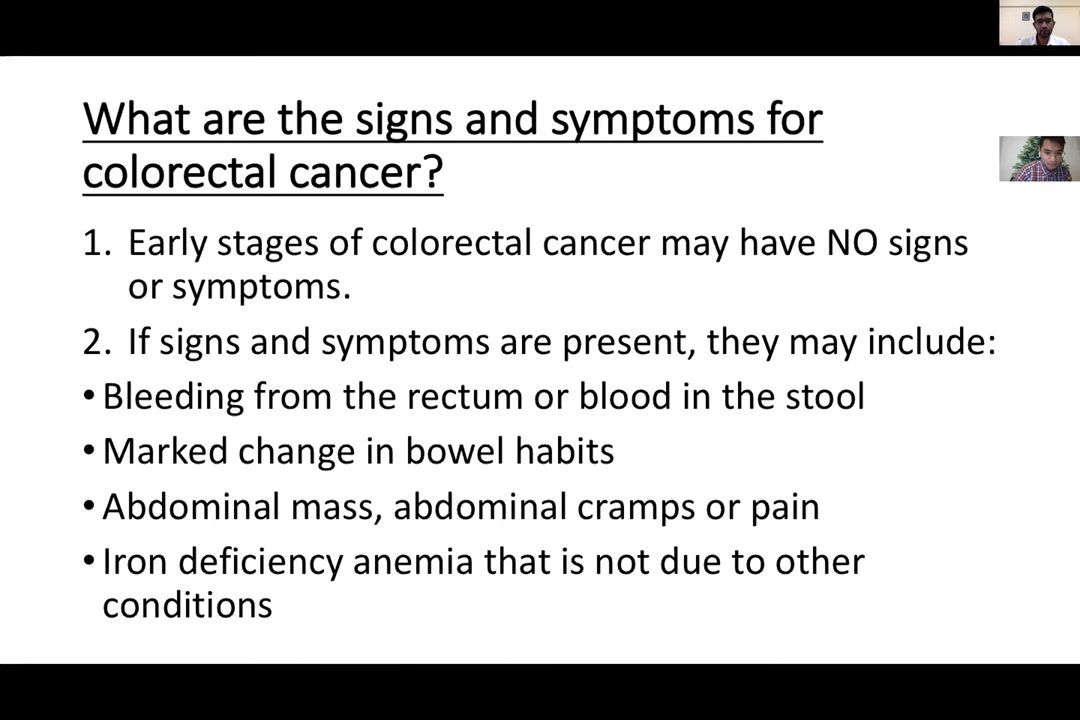 What are the signs and symptoms for
colorectal cancer?
1. Early stages of colorectal cancer may have NO signs
or symptoms.
2. If signs and symptoms are present, they may include:
• Bleeding from the rectum or blood in the stool
• Marked change in bowel habits
• Abdominal mass, abdominal cramps or pain
• Iron deficiency anemia that is not due to other
conditions